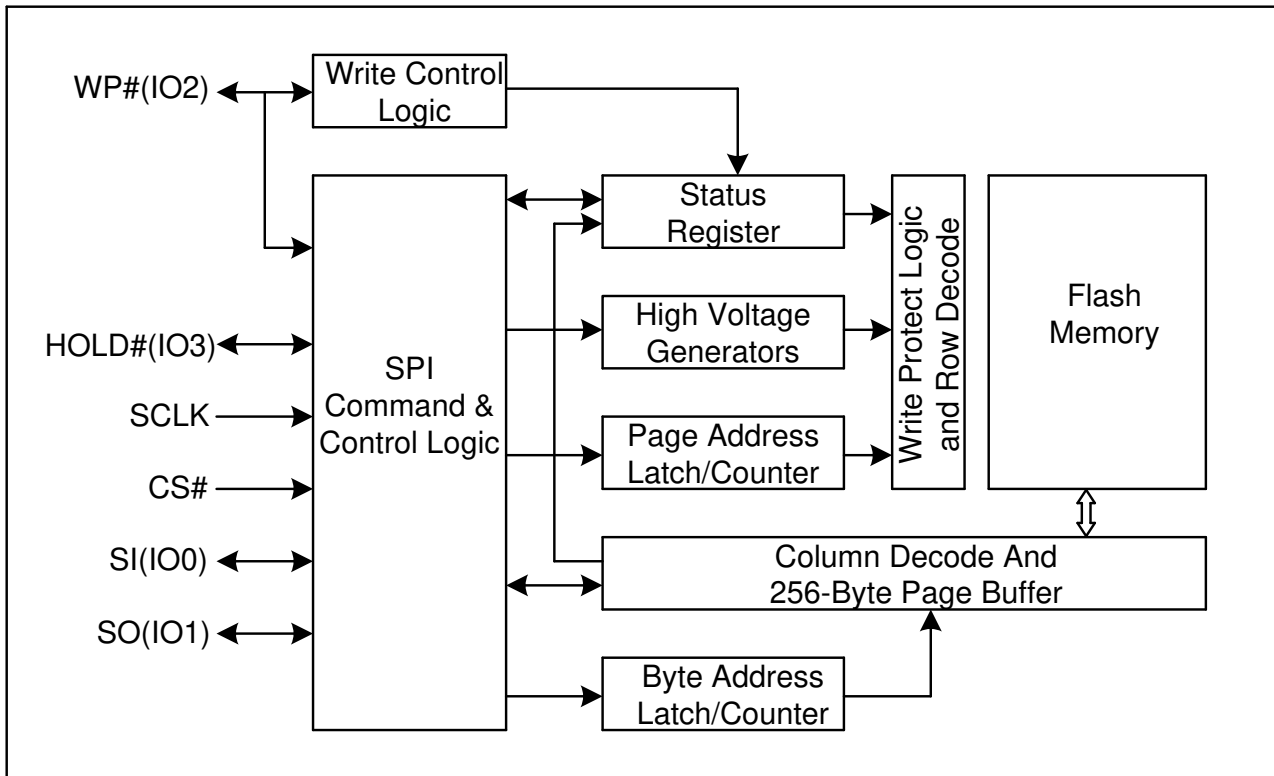 WP#(IO2)
Write Control
Logic
Status
Register
Write Protect Logic
and Row Decode
Flash
Memory
High Voltage
Generators
HOLD#(IO3)
SPI
Command &
Control Logic
SCLK
Page Address
Latch/Counter
CS#
SI(IO0)
Column Decode And
256-Byte Page Buffer
SO(IO1)
Byte Address
Latch/Counter